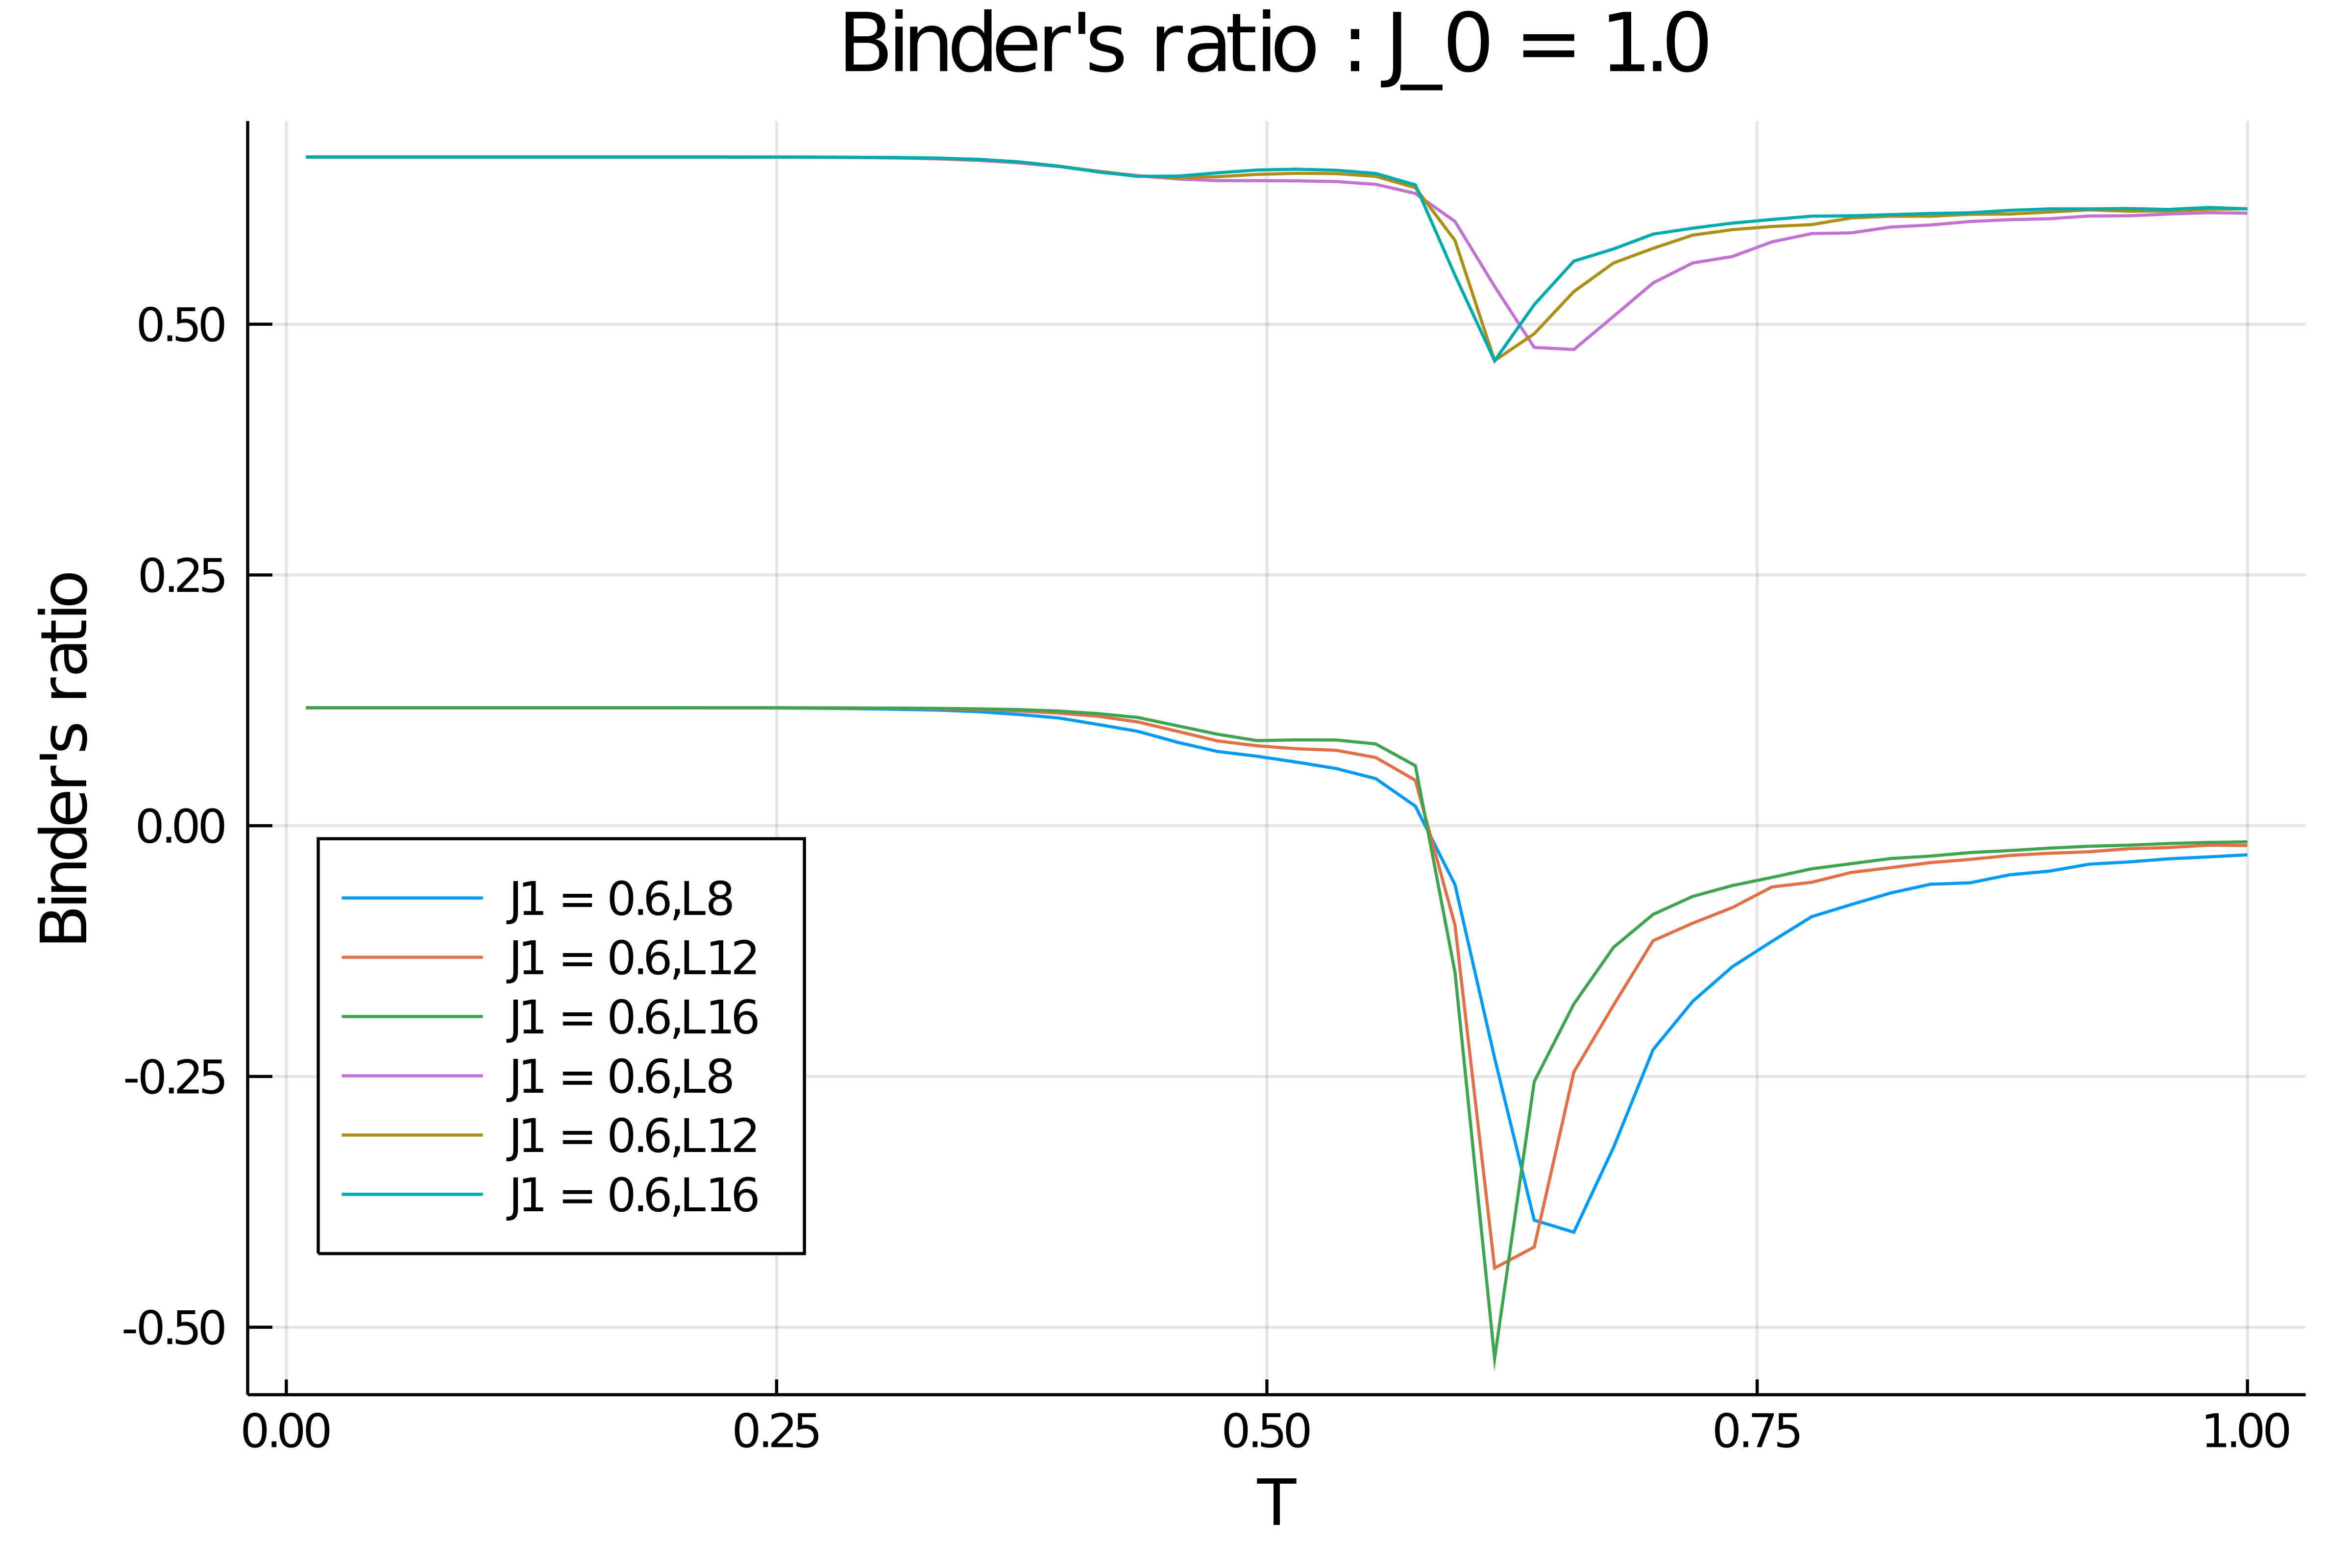 Binder's ratio : J_0 = 1.0
Binder's ratio
0.50
0.25
0.00
-0.25
-0.50
J1 = 0.6,L8
J1 = 0.6,L12
J1 = 0.6,L16
J1 = 0.6,L8
J1 = 0.6,L12
J1 = 0.6,L16
0.00 0.25 0.50 0.75 1.00
T